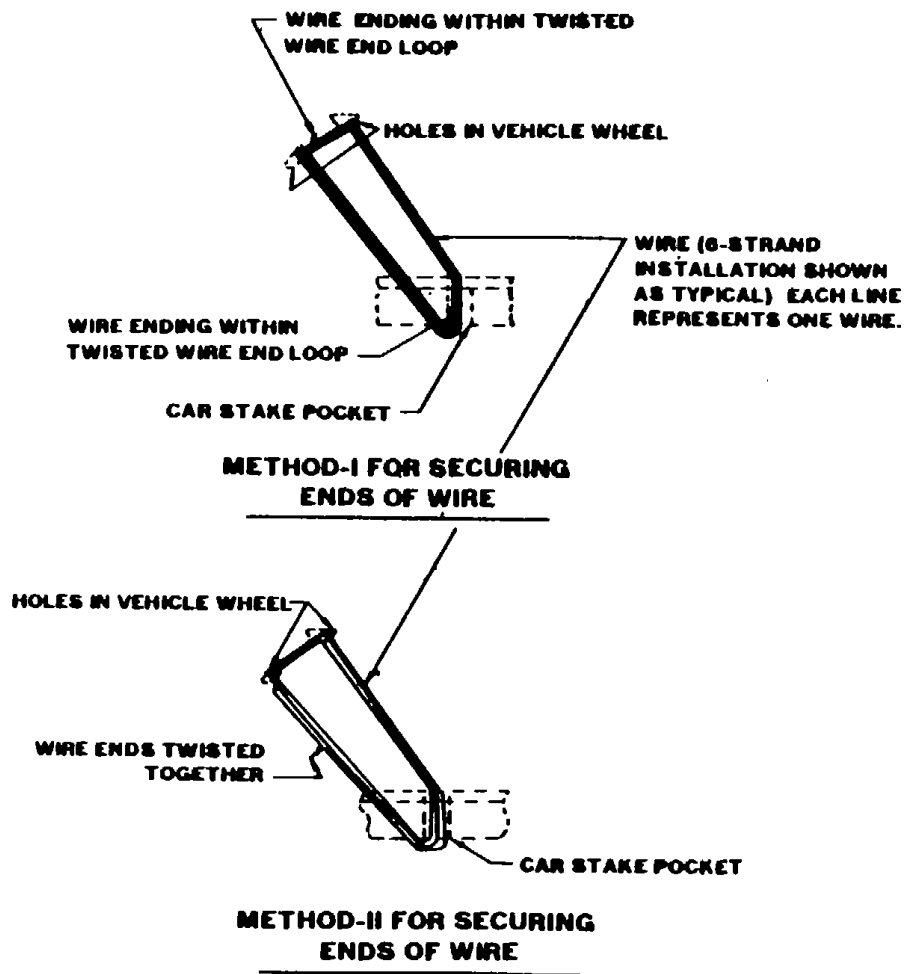 WIRE ENDING WITHIN TWISTED
WIRE END LOOP
HOLES IN VEHICLE WHEEL
WIRE (6-STRAND
INSTALLATION SHOWN
AS TYPICAL) EACH LINE
REPRESENTS ONE WIRE.
WIRE ENDING WITHIN
TWISTED WIRE END LOOP
CAR STAKE POCKET
METHOD-I FOR SECURING
ENDS OF WIRE
HOLES IN VEHICLE WHEEL
WIRE ENDS TWISTED
TOGETHER
CAR STAKE POCKET
METHOD-II FOR SECURING
ENDS OF WIRE